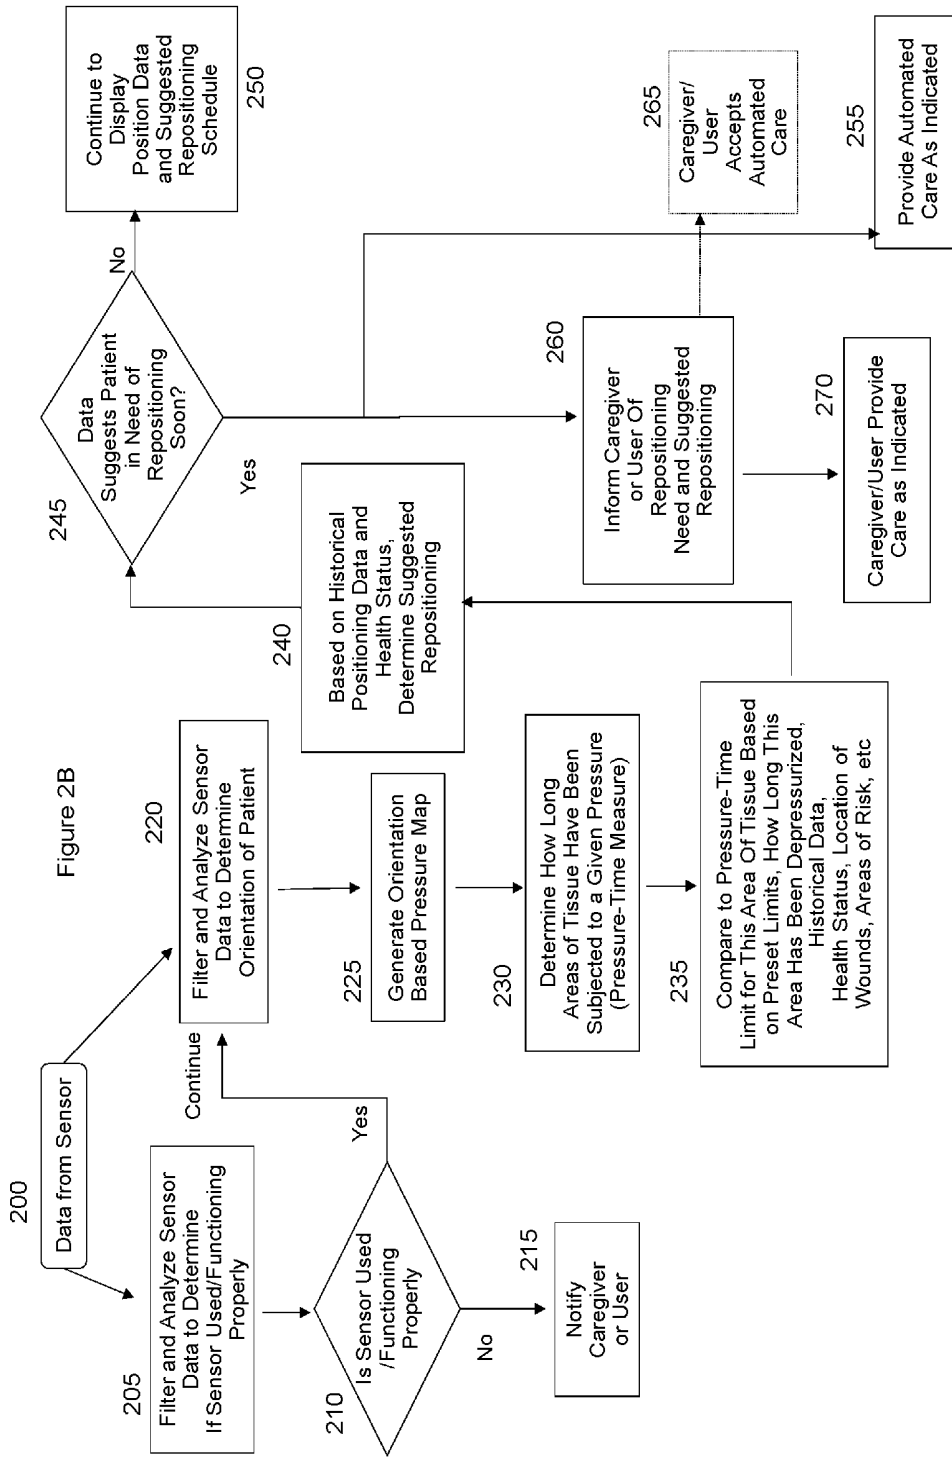 Figure 2B
200
Data from Sensor
205
Filter and Analyze Sensor
Data to Determine
If Sensor Used/Functioning
Properly
210
Is Sensor Used
/Functioning
Properly
Yes
Continue
No
215
Notify
Caregiver
or User
220
Filter and Analyze Sensor
Data to Determine
Orientation of Patient
225
Generate Orientation
Based Pressure Map
230
Determine How Long
Areas of Tissue Have Been
Subjected to a Given Pressure
(Pressure-Time Measure)
235
Compare to Pressure-Time
Limit for This Area Of Tissue Based
on Preset Limits, How Long This
Area Has Been Depressurized,
Historical Data,
Health Status, Location of
Wounds, Areas of Risk, etc
240
Based on Historical
Positioning Data and
Health Status,
Determine Suggested
Repositioning
245
Data
Suggests Patient
in Need of
Repositioning
Soon?
No
Yes
250
Continue to
Display
Position Data
and Suggested
Repositioning
Schedule
260
Inform Caregiver
or User Of
Repositioning
Need and Suggested
Repositioning
265
Caregiver/
User
Accepts
Automated
Care
255
Provide Automated
Care As Indicated
270
Caregiver/User Provide
Care as Indicated